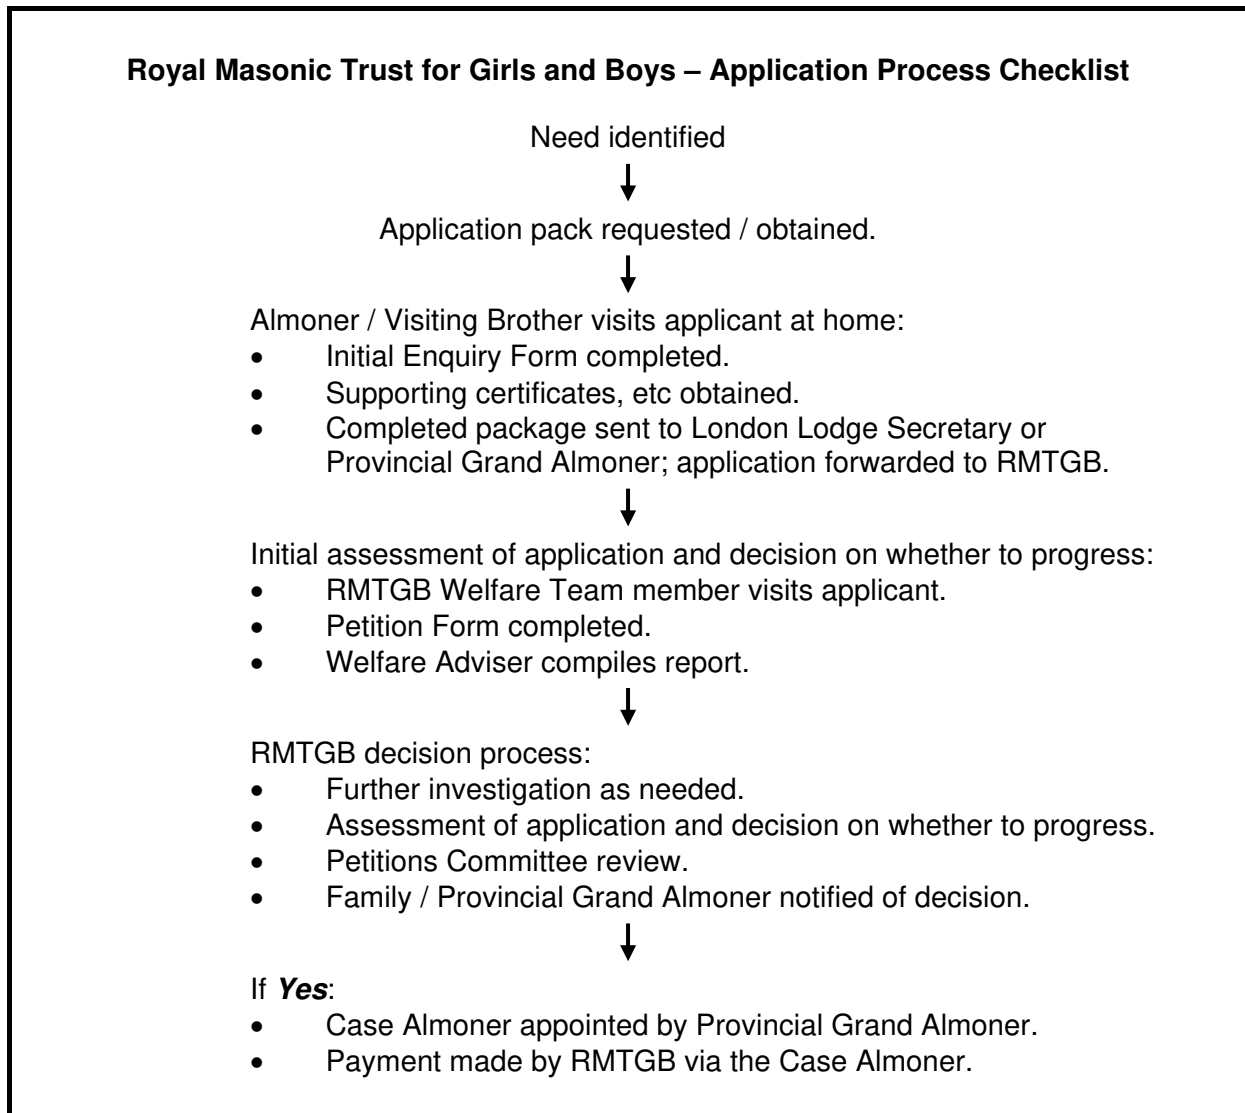 Royal Masonic Trust for Girls and Boys – Application Process Checklist
Need identified
Application pack requested / obtained.
Almoner / Visiting Brother visits applicant at home:
• Initial Enquiry Form completed.
• Supporting certificates, etc obtained.
• Completed package sent to London Lodge Secretary or
Provincial Grand Almoner; application forwarded to RMTGB.
Initial assessment of application and decision on whether to progress:
• RMTGB Welfare Team member visits applicant.
• Petition Form completed.
• Welfare Adviser compiles report.
RMTGB decision process:
• Further investigation as needed.
• Assessment of application and decision on whether to progress.
• Petitions Committee review.
• Family / Provincial Grand Almoner notified of decision.
If Yes:
• Case Almoner appointed by Provincial Grand Almoner.
• Payment made by RMTGB via the Case Almoner.